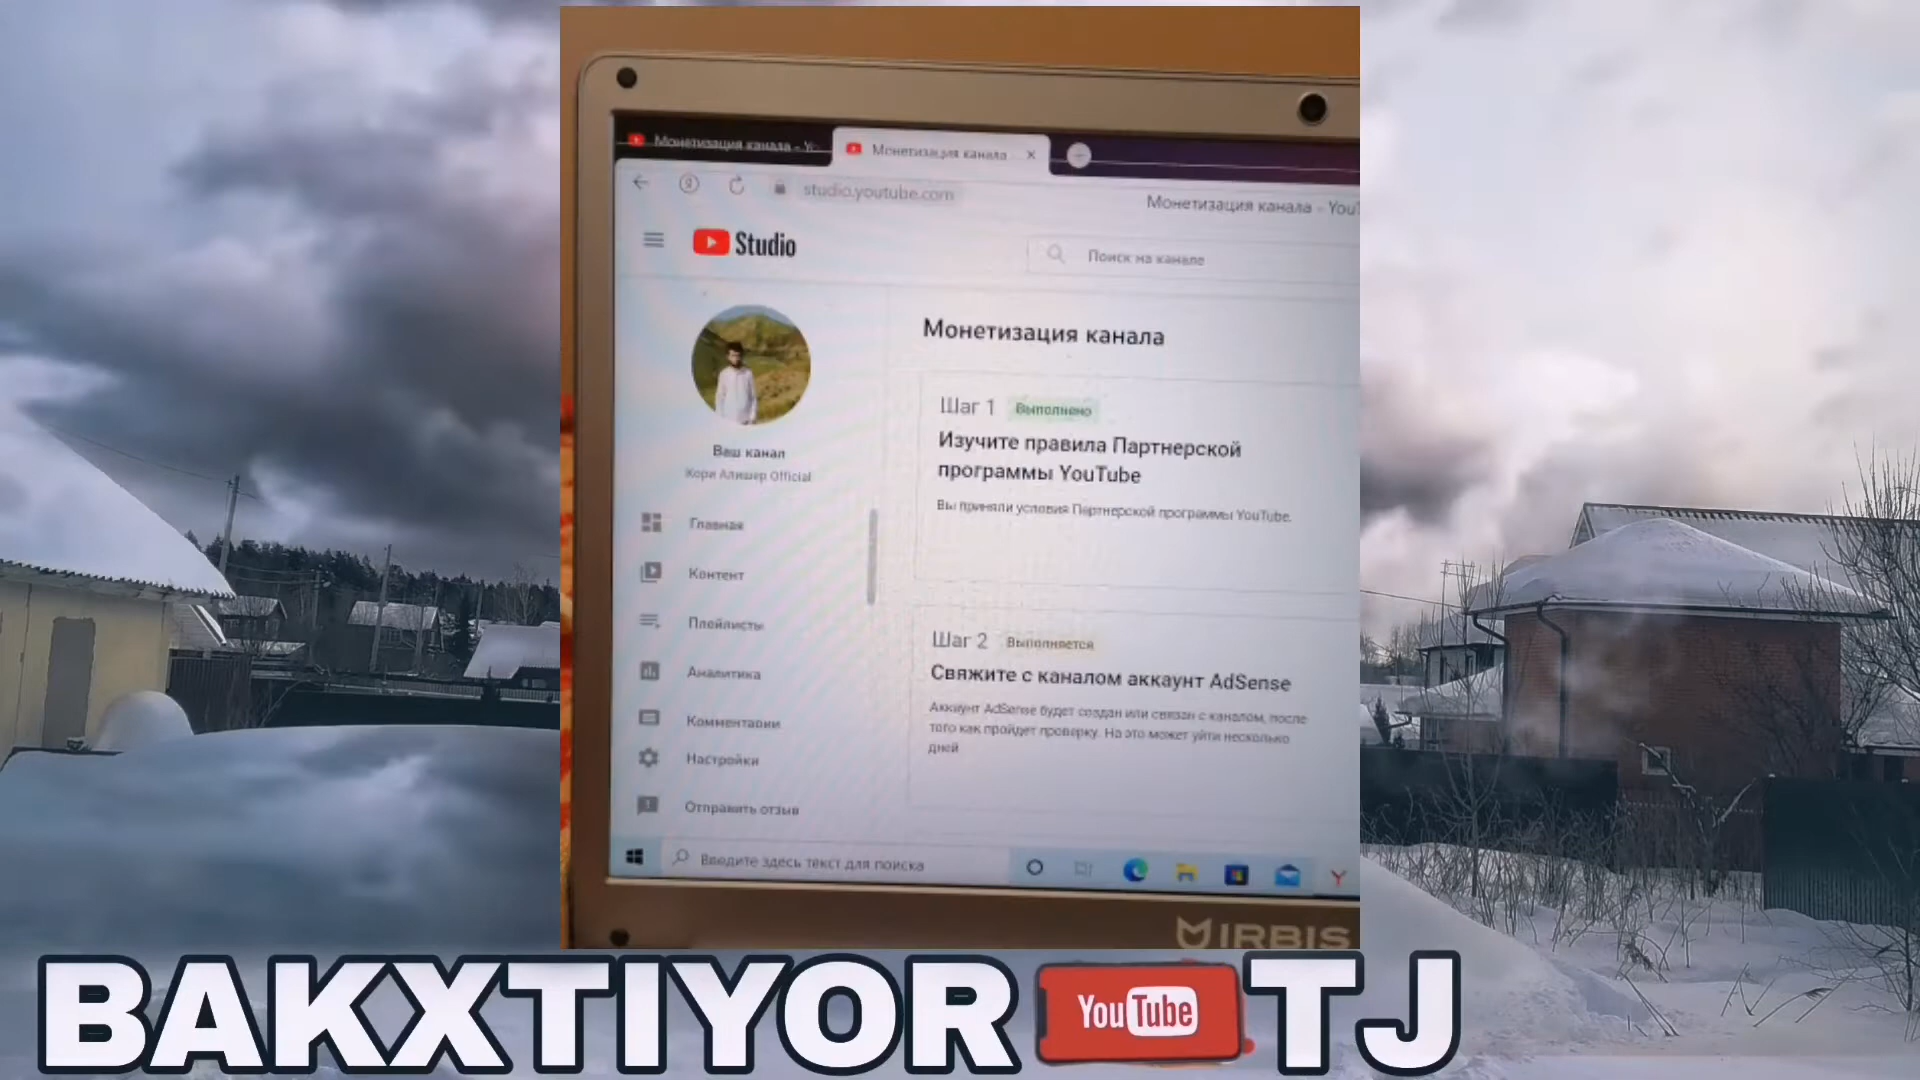 Монетизация канала - Y
Монетизация канала
studio.youtube.com
Монетизация канала - You
Studio
Поиск на канале
Монетизация канала
Шаг 1 Выполнено
Изучите правила Партнерской
программы YouTube
Вы приняли условия Партнерской программы YouTube.
Ваш канал
Кори Алишер Official
Главная
Контент
Плейлисты
Аналитика
Комментарии
Настройки
Отправить отзыв
Шаг 2 Выполняется
Свяжите с каналом аккаунт AdSense
Аккаунт AdSense будет создан или связан с каналом, после
того как пройдет проверку. На это может уйти несколько
дней
Введите здесь текст для поиска
IRBIS
BAKXTIYOR YouTube TJ